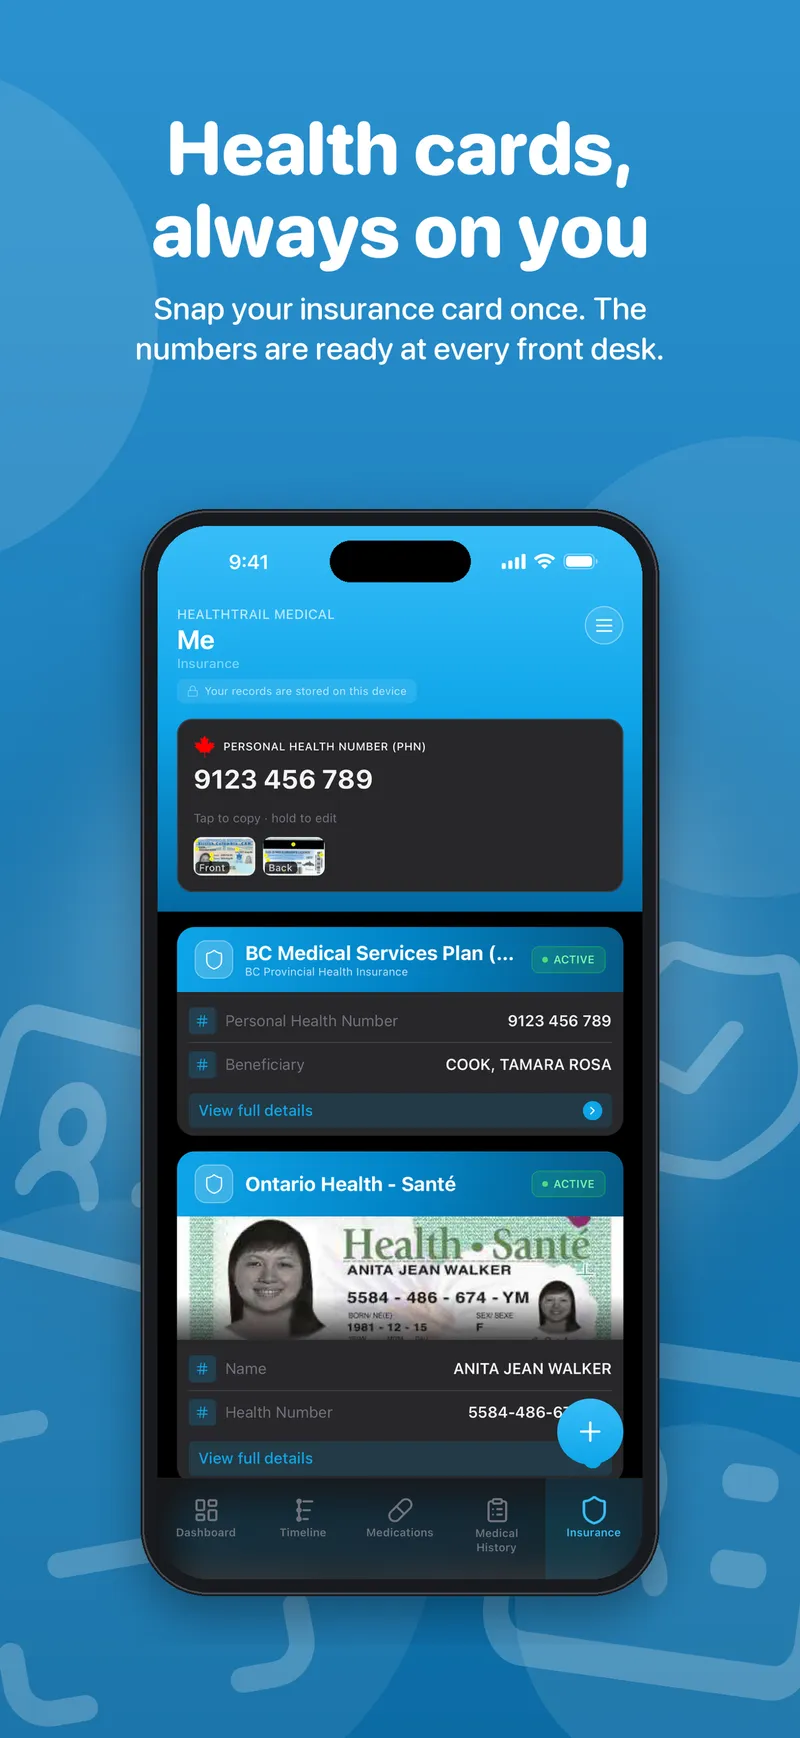 Health cards,
always on you
Snap your insurance card once. The
numbers are ready at every front desk.
9:41
HEALTHTRAIL MEDICAL
Me
Insurance
Your records are stored on this device
PERSONAL HEALTH NUMBER (PHN)
9123 456 789
Tap to copy · hold to edit
Front
Back
BC Medical Services Plan (...
BC Provincial Health Insurance
ACTIVE
# Personal Health Number 9123 456 789
# Beneficiary COOK, TAMARA ROSA
View full details
Ontario Health - Santé
ACTIVE
Health • Santé
ANITA JEAN WALKER
5584 - 486 - 674 - YM
BORN/ NÉ(E) SEX/ SEXE
1981 - 12 - 15 F
# Name ANITA JEAN WALKER
# Health Number 5584-486-6
View full details
Dashboard
Timeline
Medications
Medical
History
Insurance